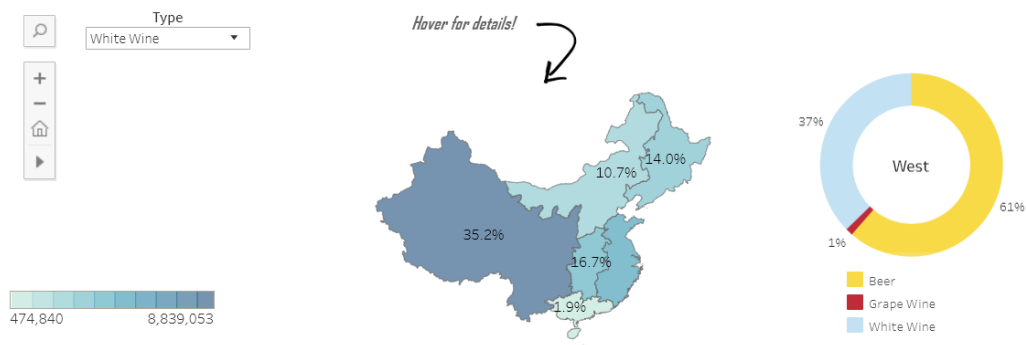 Type
White Wine
Hover for details!
+
−
14.0%
10.7%
35.2%
16.7%
1.9%
474,840
8,839,053
37%
West
61%
1%
Beer
Grape Wine
White Wine